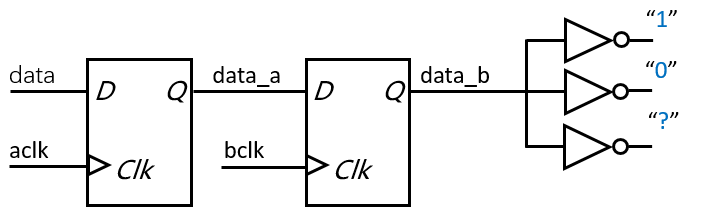 data
D
Q
aclk
Clk
data_a
D
Q
bclk
Clk
data_b
“1”
“0”
“?”